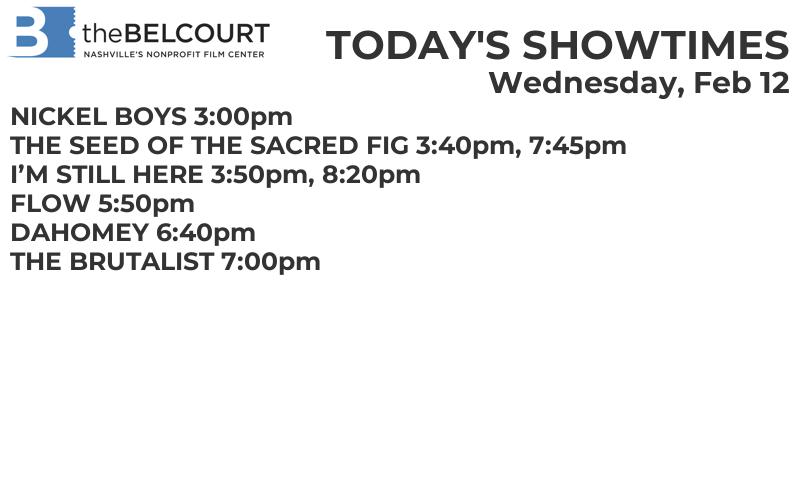 B theBELCOURT
NASHVILLE'S NONPROFIT FILM CENTER
TODAY'S SHOWTIMES
Wednesday, Feb 12
NICKEL BOYS 3:00pm
THE SEED OF THE SACRED FIG 3:40pm, 7:45pm
I’M STILL HERE 3:50pm, 8:20pm
FLOW 5:50pm
DAHOMEY 6:40pm
THE BRUTALIST 7:00pm